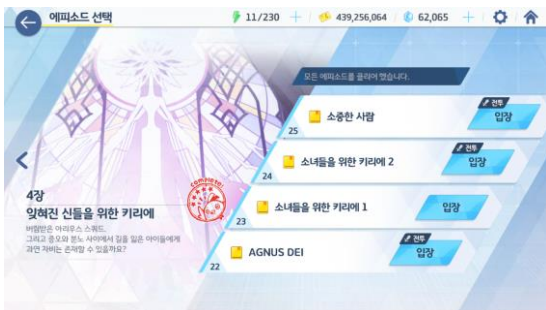 에피소드 선택
11/230
439,256,064
62,065
모든 에피소드를 클리어 했습니다.
25
소중한 사람
전투
입장
24
소녀들을 위한 키리에 2
전투
입장
23
소녀들을 위한 키리에 1
입장
22
AGNUS DEI
전투
입장
4장
잊혀진 신들을 위한 키리에
complete!
버림받은 아리우스 스쿼드.
그리고 증오와 분노 사이에서 길을 잃은 아이들에게
과연 자비는 존재할 수 있을까요?